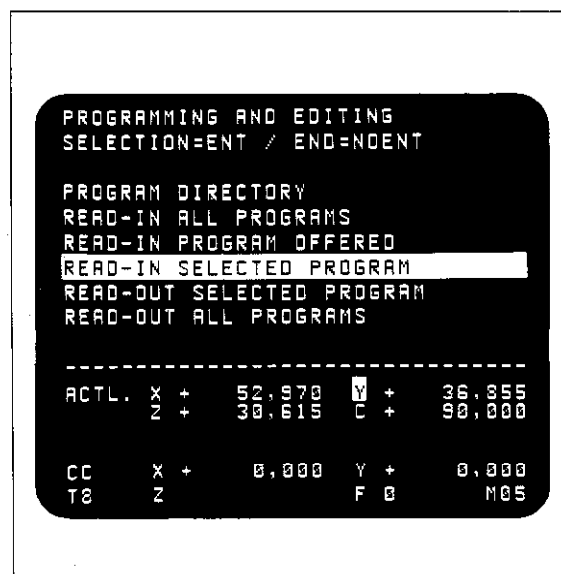 PROGRAMMING AND EDITING
SELECTION=ENT / END=NOENT
PROGRAM DIRECTORY
READ-IN ALL PROGRAMS
READ-IN PROGRAM OFFERED
READ-IN SELECTED PROGRAM
READ-OUT SELECTED PROGRAM
READ-OUT ALL PROGRAMS
--------------------------------
ACTL. X + 52,970 Y + 36,855
Z + 30,615 C + 90,000
CC X + 0,000 Y + 0,000
T8 Z F 0 M05